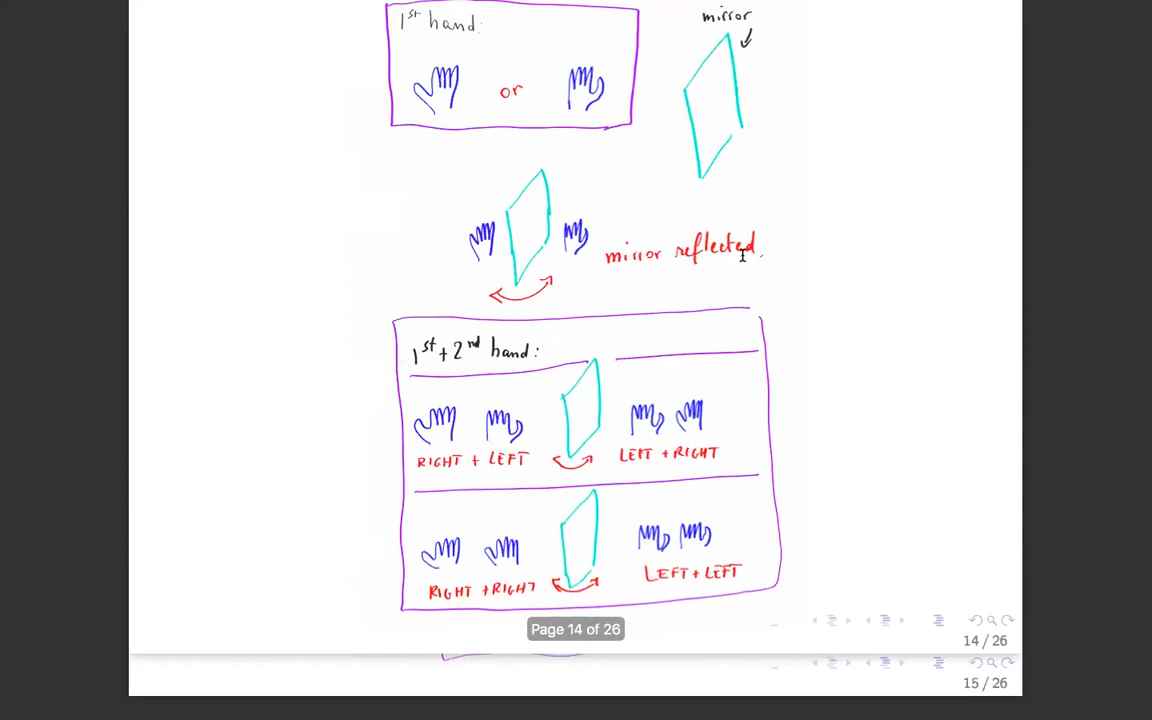 1st hand:
mirror
or
mirror reflected.
1st + 2nd hand:
RIGHT + LEFT
LEFT + RIGHT
RIGHT + RIGHT
LEFT + LEFT
Page 14 of 26
14 / 26
15 / 26